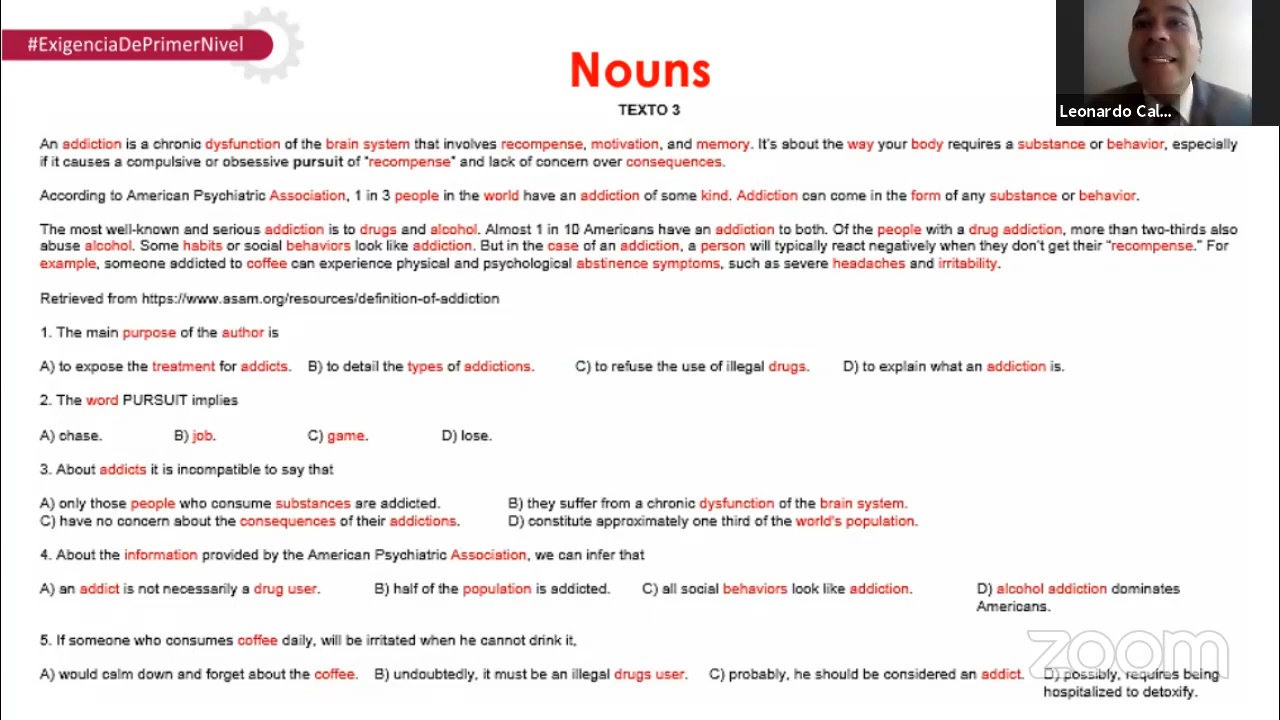 #ExigenciaDePrimerNivel
Nouns
Leonardo Cal...
TEXTO 3
An addiction is a chronic dysfunction of the brain system that involves recompense, motivation, and memory. It's about the way your body requires a substance or behavior, especially
if it causes a compulsive or obsessive pursuit of "recompense" and lack of concern over consequences.
According to American Psychiatric Association, 1 in 3 people in the world have an addiction of some kind. Addiction can come in the form of any substance or behavior.
The most well-known and serious addiction is to drugs and alcohol. Almost 1 in 10 Americans have an addiction to both. Of the people with a drug addiction, more than two-thirds also
abuse alcohol. Some habits or social behaviors look like addiction. But in the case of an addiction, a person will typically react negatively when they don't get their "recompense." For
example, someone addicted to coffee can experience physical and psychological abstinence symptoms, such as severe headaches and irritability.
Retrieved from https://www.asam.org/resources/definition-of-addiction
1. The main purpose of the author is
A) to expose the treatment for addicts. B) to detail the types of addictions. C) to refuse the use of illegal drugs. D) to explain what an addiction is.
2. The word PURSUIT implies
A) chase. B) job. C) game. D) lose.
3. About addicts it is incompatible to say that
A) only those people who consume substances are addicted. B) they suffer from a chronic dysfunction of the brain system.
C) have no concern about the consequences of their addictions. D) constitute approximately one third of the world's population.
4. About the information provided by the American Psychiatric Association, we can infer that
A) an addict is not necessarily a drug user. B) half of the population is addicted. C) all social behaviors look like addiction. D) alcohol addiction dominates
Americans.
5. If someone who consumes coffee daily, will be irritated when he cannot drink it,
A) would calm down and forget about the coffee. B) undoubtedly, it must be an illegal drugs user. C) probably, he should be considered an addict. D) possibly, requires being
hospitalized to detoxify.
zoom